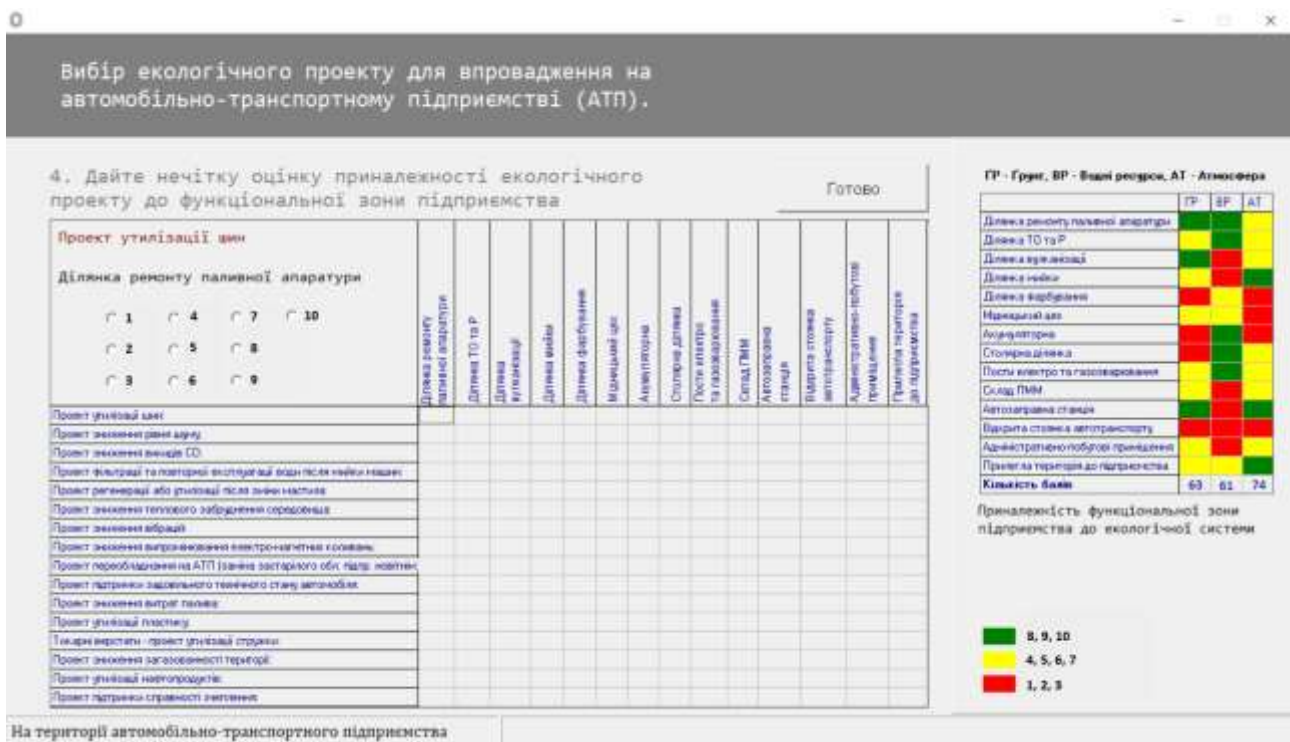 Вибір екологічного проекту для впровадження на
автомобільно-транспортному підприємстві (АТП).
4. Дайте нечітку оцінку приналежності екологічного
проекту до функціональної зони підприємства
Готово
Проект утилізації шин
Ділянка ремонту паливної апаратури
1 4 7 10
2 5 8
3 6 9
Ділянка ремонту
паливної апаратури
Ділянка ТО та Р
Ділянка
вулканізації
Ділянка мийки
Ділянка фарбування
Мідницький цех
Акумуляторна
Столярна ділянка
Пости електро
та газозварювання
Склад ПММ
Автозаправна
станція
Відкрита стоянка
автотранспорту
Адміністративно-побутові
приміщення
Прилегла територія
до підприємства
Проект утилізації шин:
Проект зниження рівня шуму:
Проект зниження викидів СО:
Проект фільтрації та повторної експлуатації води після мийки машин:
Проект регенерації або утилізації після зміни мастила:
Проект зниження теплового забруднення середовища:
Проект зниження вібрацій:
Проект зниження випромінювання електро-магнітних коливань:
Проект переобладнання на АТП (заміна застарілого обл. підпр. новітнім
Проект підтримки задовільного технічного стану автомобіля:
Проект зниження витрат палива:
Проект утилізації пластику:
Токарні верстати - проект утилізації стружки:
Проект зниження загазованності території:
Проект утилізації нафтопродуктів:
Проект підтримки справності зчеплення:
ГР - Грунт, ВР - Водні ресурси, АТ - Атмосфера
ГР ВР АТ
Ділянка ремонту паливної апаратури
Ділянка ТО та Р
Ділянка вулканізації
Ділянка мийки
Ділянка фарбування
Мідницький цех
Акумуляторна
Столярна ділянка
Пости електро та газозварювання
Склад ПММ
Автозаправна станція
Відкрита стоянка автотранспорту
Адміністративно-побутові приміщення
Прилегла територія до підприємства
Кількість балів 63 61 74
Приналежність функціональної зони
підприємства до екологічної системи
8, 9, 10
4, 5, 6, 7
1, 2, 3
На території автомобільно-транспортного підприємства